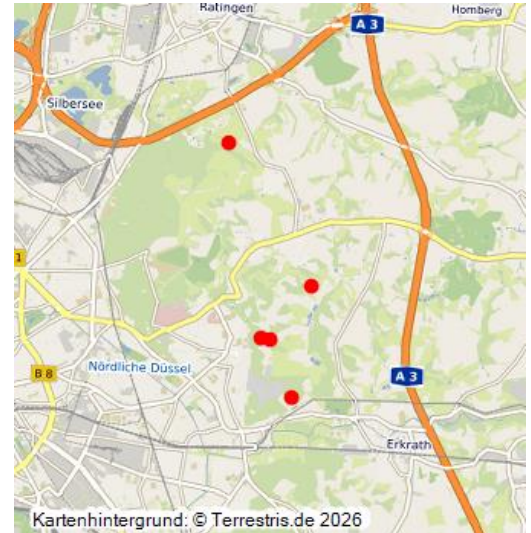 Ratingen
Homberg
A 3
Silbersee
1
Nördliche Düssel
B 8
A 3
Erkrath
Kartenhintergrund: © Terrestris.de 2026